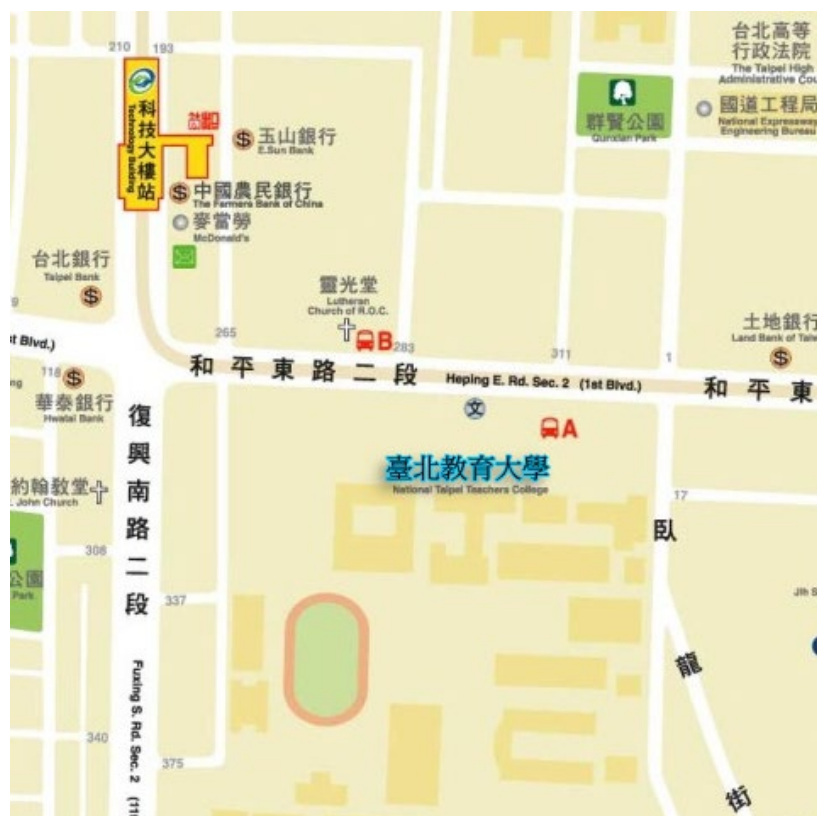 210
193
科技大樓站
Technology Building
出口
玉山銀行
E.Sun Bank
中國農民銀行
The Farmers Bank of China
麥當勞
McDonald's
台北高等
行政法院
The Taipei High
Administrative Cou
國道工程局
National Expressway
Engineering Bureau
群賢公園
Qunxian Park
台北銀行
Taipei Bank
靈光堂
Lutheran
Church of R.O.C.
B
265
283
311
1
9
土地銀行
Land Bank of Taiw
st Blvd.)
和平東路二段
Heping E. Rd. Sec. 2 (1st Blvd.)
和平東
118
華泰銀行
Hwatai Bank
文
A
臺北教育大學
National Taipei Teachers College
約翰教堂
. John Church
17
308
公園
Park
337
340
375
復興南路二段
Fuxing S. Rd. Sec. 2 (11
臥龍街
Jih S